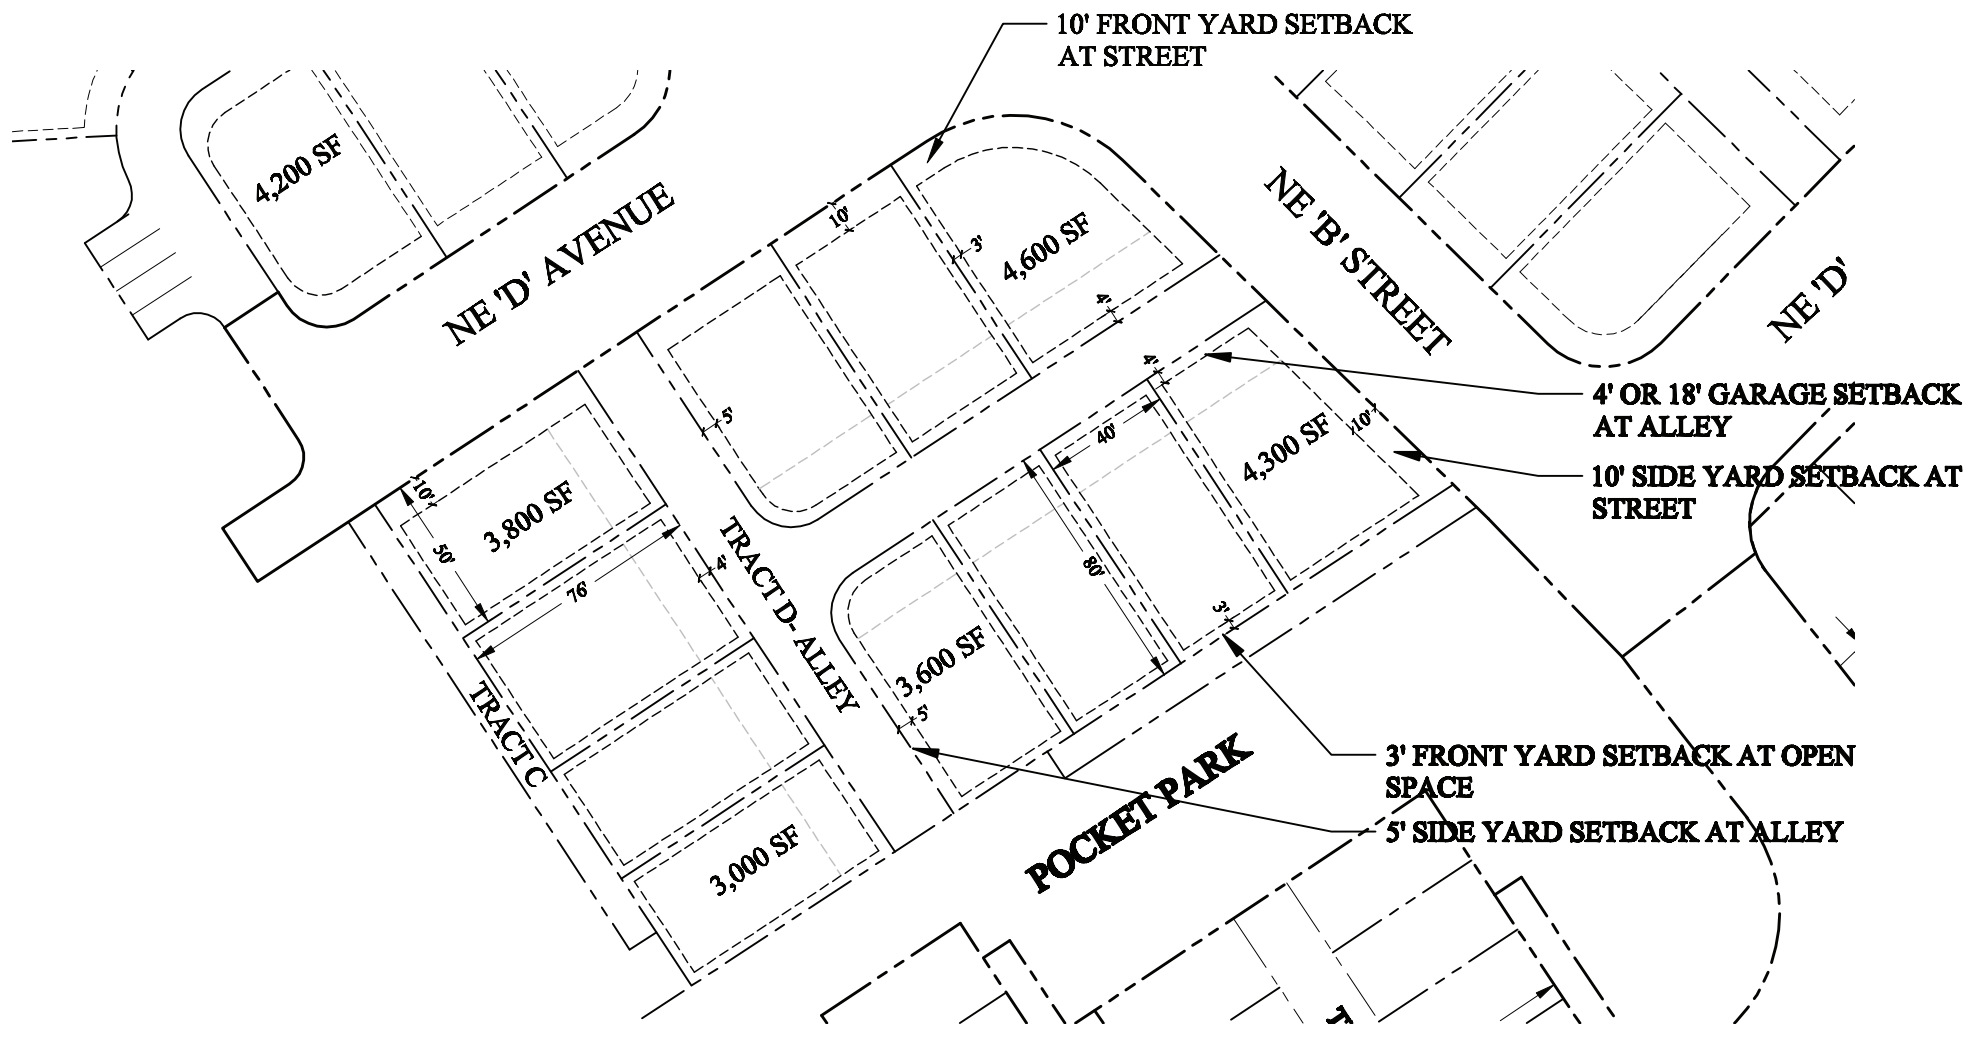 10' FRONT YARD SETBACK
AT STREET
4,200 SF
NE 'D' AVENUE
10'
3'
4,600 SF
4'
NE 'B' STREET
NE 'D'
4'
4' OR 18' GARAGE SETBACK
AT ALLEY
5'
40'
4,300 SF
10'
10' SIDE YARD SETBACK AT
STREET
10'
3,800 SF
50'
76'
4'
80'
TRACT D- ALLEY
3'
3,600 SF
5'
TRACT C
3' FRONT YARD SETBACK AT OPEN
SPACE
5' SIDE YARD SETBACK AT ALLEY
POCKET PARK
3,000 SF